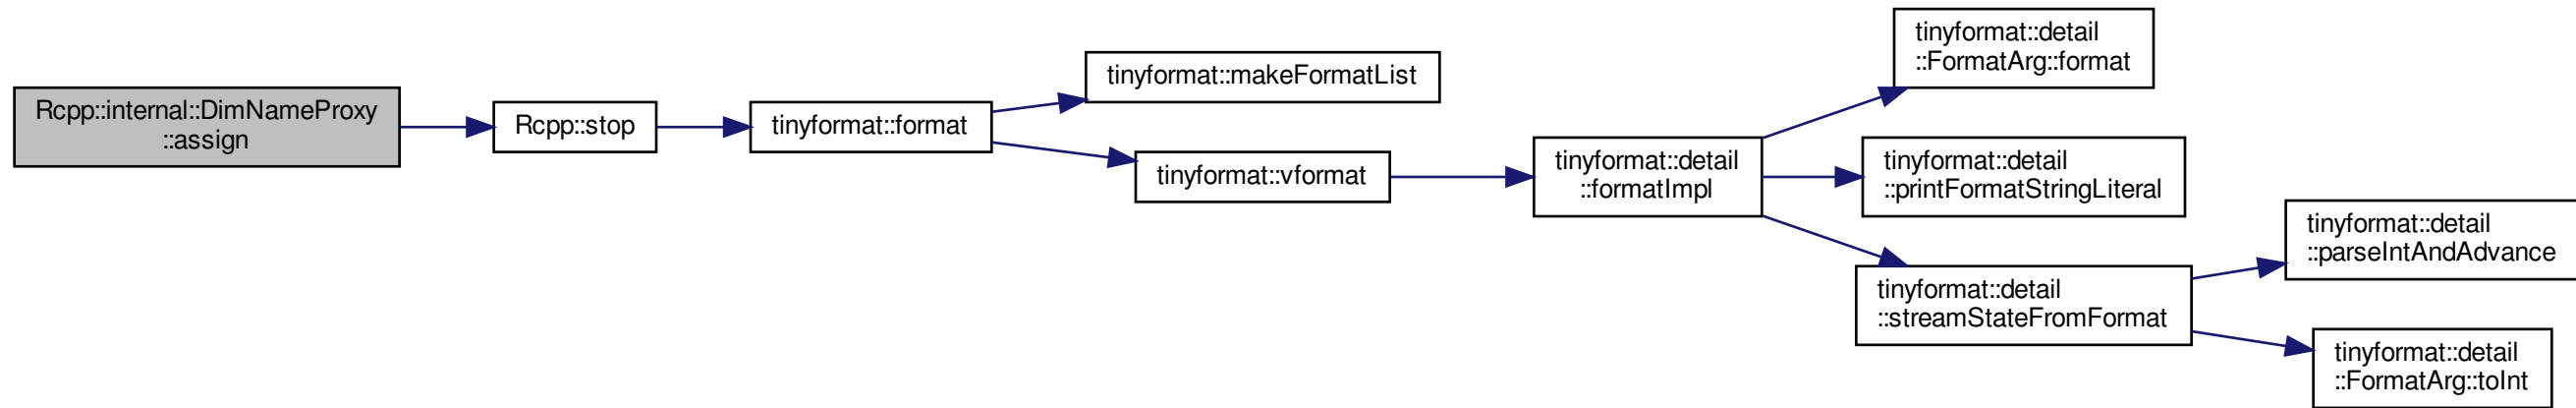 Rcpp::internal::DimNameProxy
::assign
Rcpp::stop
tinyformat::format
tinyformat::makeFormatList
tinyformat::vformat
tinyformat::detail
::formatImpl
tinyformat::detail
::FormatArg::format
tinyformat::detail
::printFormatStringLiteral
tinyformat::detail
::streamStateFromFormat
tinyformat::detail
::parseIntAndAdvance
tinyformat::detail
::FormatArg::toInt